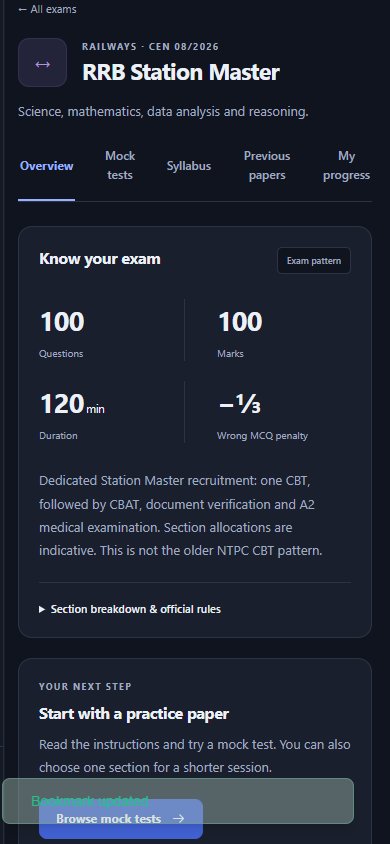 ← All exams
RAILWAYS · CEN 08/2026
RRB Station Master
Science, mathematics, data analysis and reasoning.
Overview
Mock tests
Syllabus
Previous papers
My progress
Know your exam
Exam pattern
100
Questions
100
Marks
120 min
Duration
−⅓
Wrong MCQ penalty
Dedicated Station Master recruitment: one CBT,
followed by CBAT, document verification and A2
medical examination. Section allocations are
indicative. This is not the older NTPC CBT pattern.
▶ Section breakdown & official rules
YOUR NEXT STEP
Start with a practice paper
Read the instructions and try a mock test. You can also
choose one section for a shorter session.
Bookmark updated
Browse mock tests →